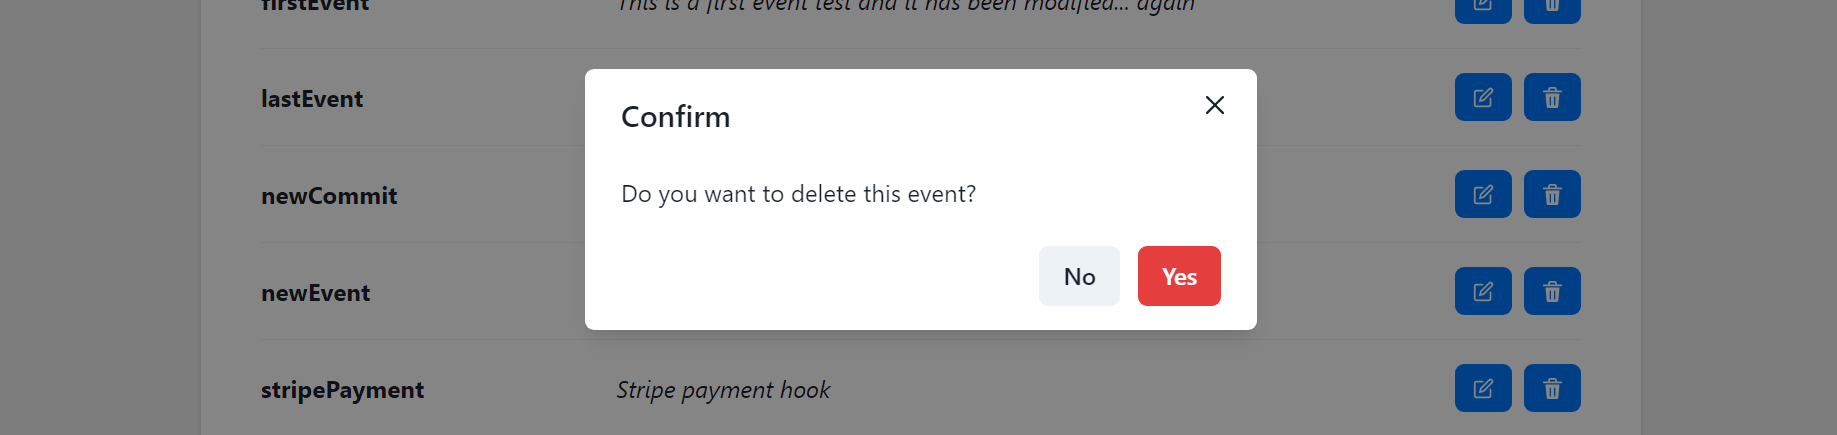 firstEvent This is a first event test and it has been modified... again
lastEvent
Confirm
newCommit
Do you want to delete this event?
No Yes
newEvent
stripePayment Stripe payment hook